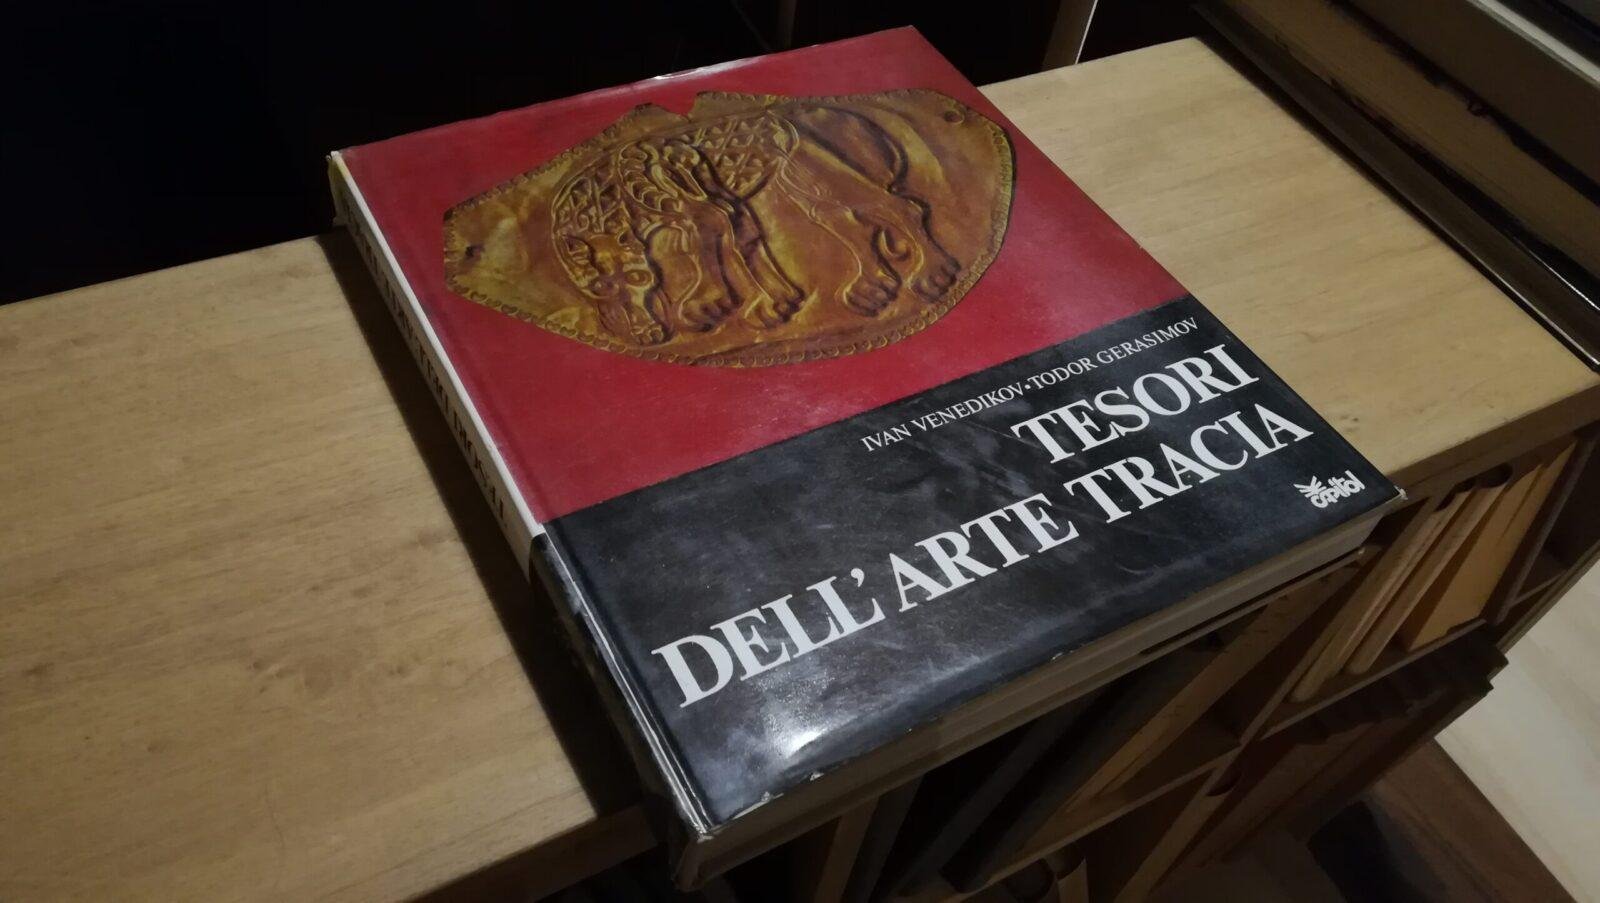 IVAN VENEDIKOV • TODOR GERASIMOV
TESORI
DELL'ARTE TRACIA
capitol